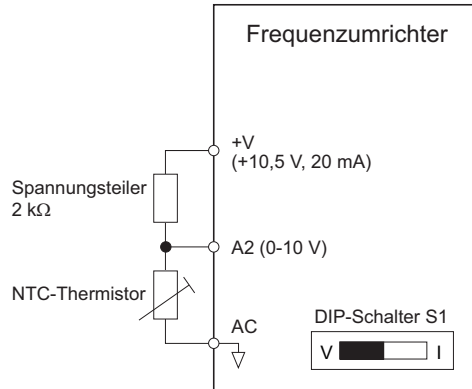 Frequenzumrichter
+V
(+10,5 V, 20 mA)
Spannungsteiler
2 kΩ
A2 (0-10 V)
NTC-Thermistor
AC
DIP-Schalter S1
V I